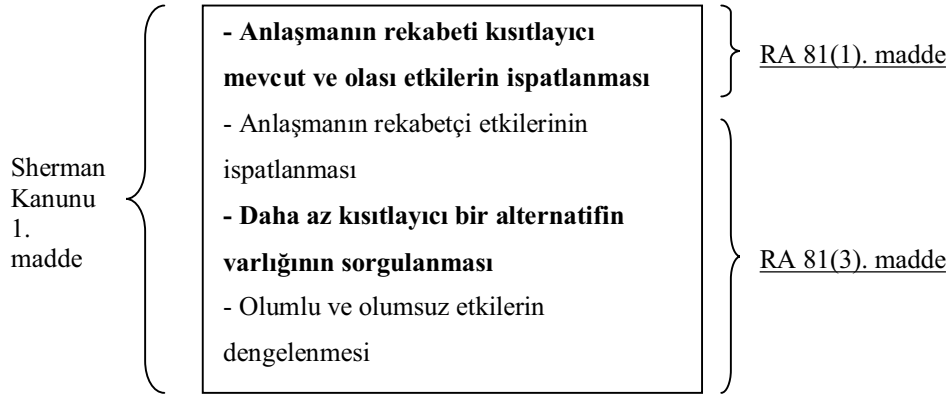 Sherman
Kanunu
1.
madde
- Anlaşmanın rekabeti kısıtlayıcı
mevcut ve olası etkilerin ispatlanması
- Anlaşmanın rekabetçi etkilerinin
ispatlanması
- Daha az kısıtlayıcı bir alternatifin
varlığının sorgulanması
- Olumlu ve olumsuz etkilerin
dengelenmesi
RA 81(1). madde
RA 81(3). madde